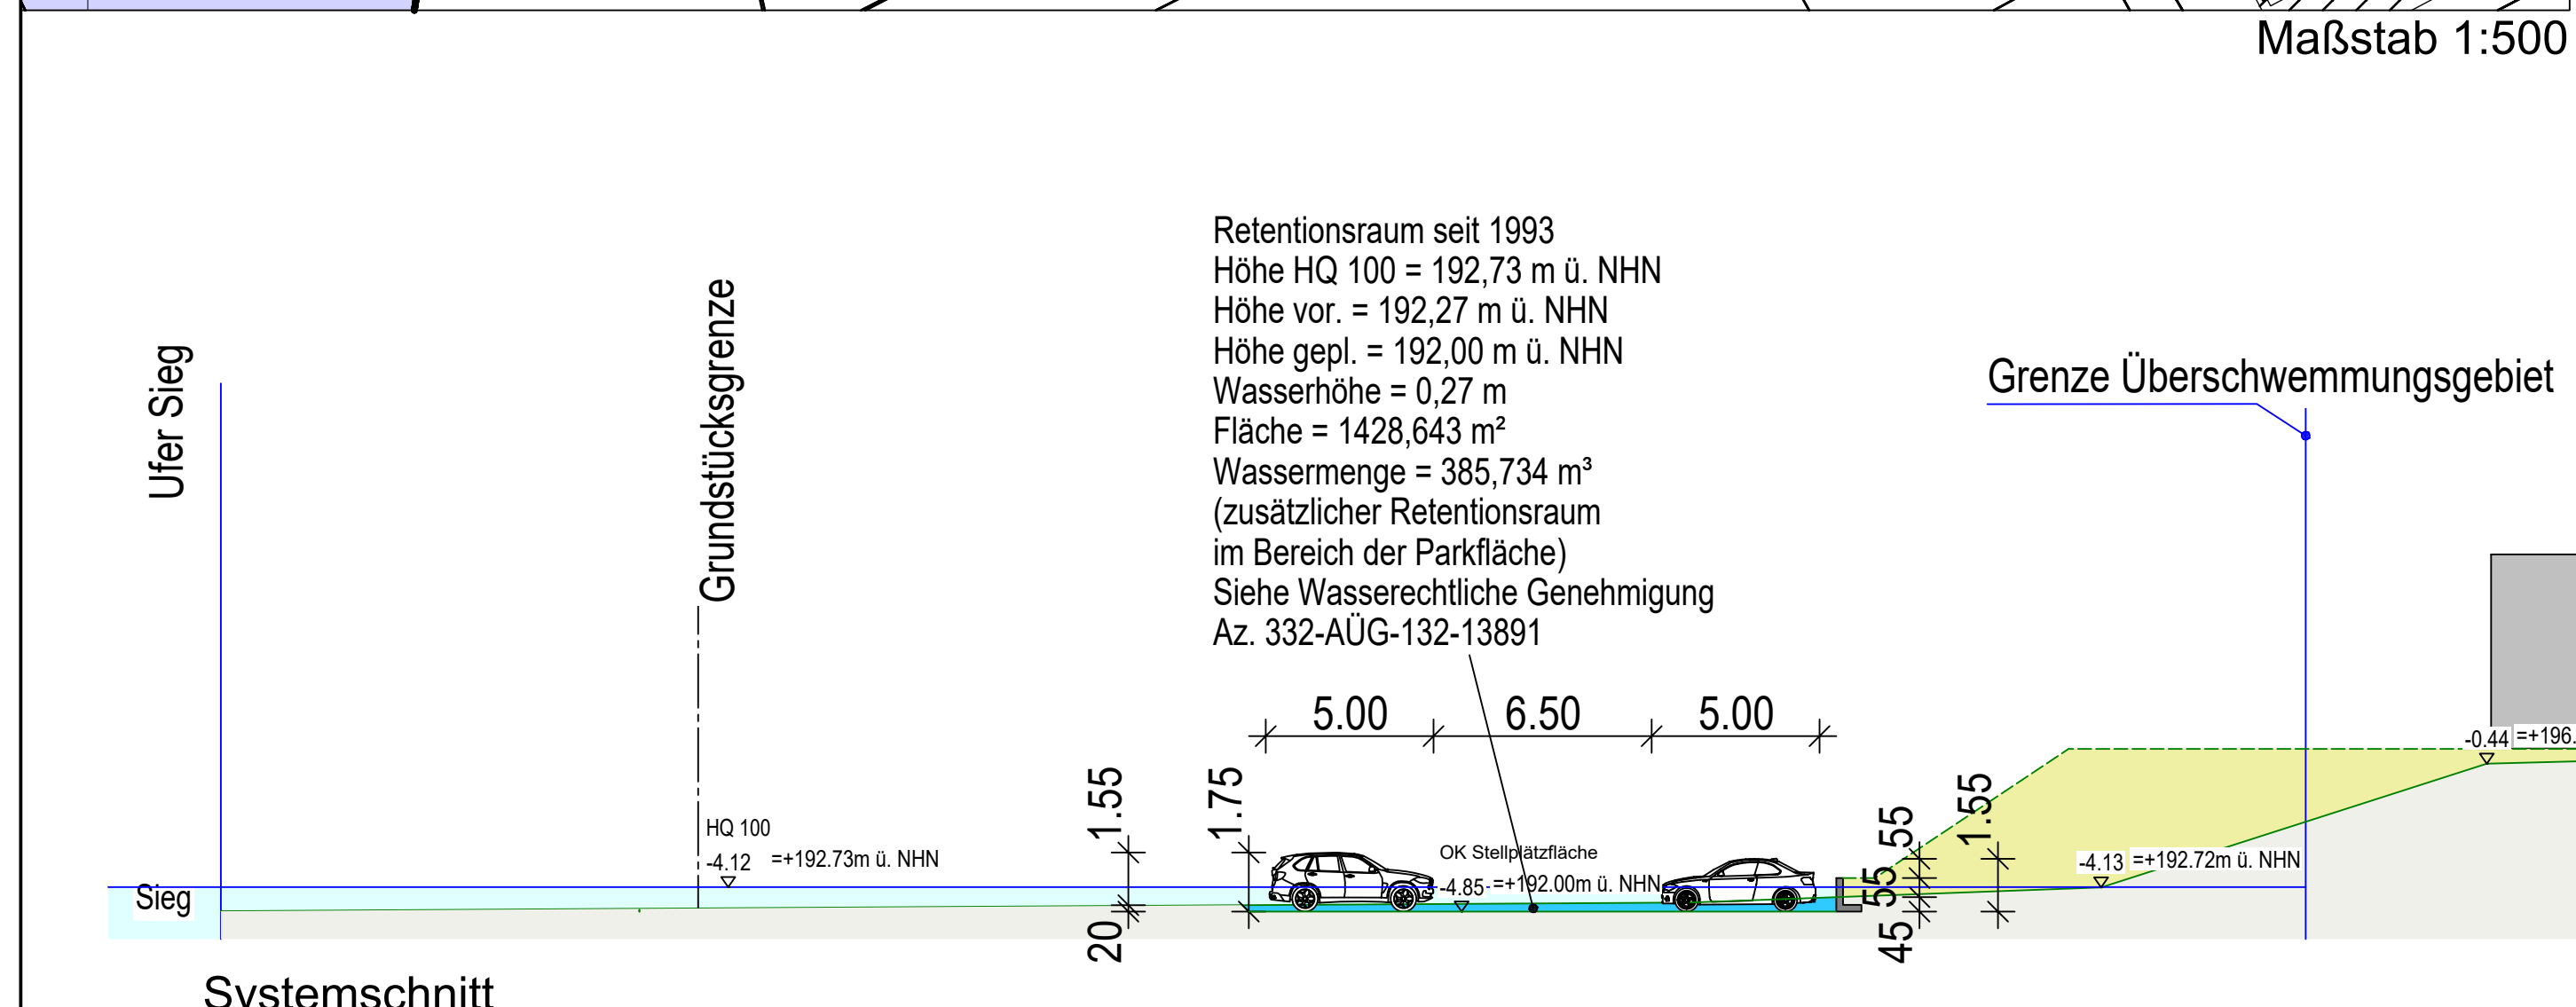 Maßstab 1:500
Retentionsraum seit 1993
Höhe HQ 100 = 192,73 m ü. NHN
Höhe vor. = 192,27 m ü. NHN
Höhe gepl. = 192,00 m ü. NHN
Wasserhöhe = 0,27 m
Fläche = 1428,643 m²
Wassermenge = 385,734 m³
(zusätzlicher Retentionsraum
im Bereich der Parkfläche)
Siehe Wasserechtliche Genehmigung
Az. 332-AÜG-132-13891
Ufer Sieg
Grundstücksgrenze
Grenze Überschwemmungsgebiet
5.00 6.50 5.00
-0.44 =+196.
1.55
1.75
55
1.55
HQ 100
-4.12 =+192.73m ü. NHN
OK Stellplätzfläche
-4.85 =+192.00m ü. NHN
-4.13 =+192.72m ü. NHN
Sieg
55
20
45
Systemschnitt